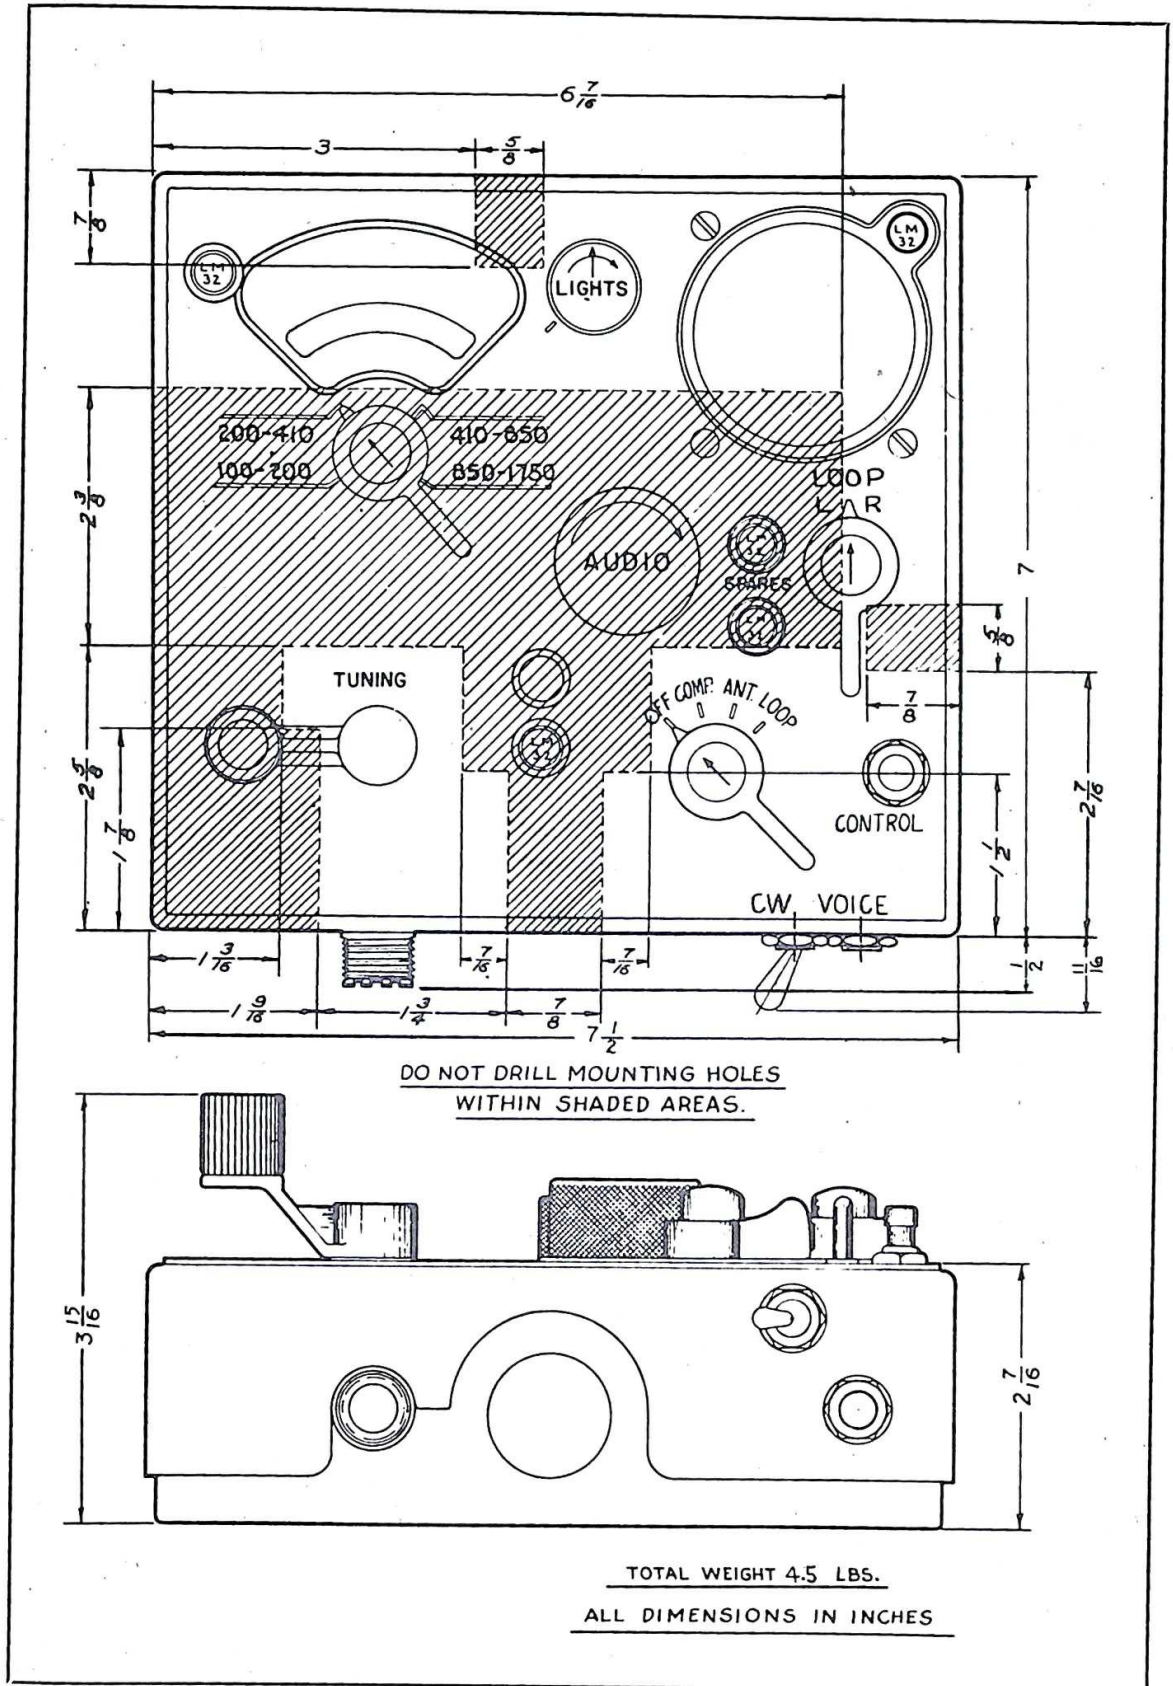 6 7/16
3
5/8
7/8
LM
32
LIGHTS
LM
32
200-410
410-850
100-200
850-1750
2 3/8
LOOP
L R
AUDIO
LM
32
SPARES
LM
32
7
5/8
7/8
TUNING
OFF COMP. ANT. LOOP
LM
32
CONTROL
2 5/8
1 7/8
2 7/16
1 1/2
CW VOICE
1 3/16
7/16
7/16
1/2
11/16
1 9/16
1 3/4
7/8
7 1/2
DO NOT DRILL MOUNTING HOLES
WITHIN SHADED AREAS.
3 15/16
2 7/16
TOTAL WEIGHT 4.5 LBS.
ALL DIMENSIONS IN INCHES